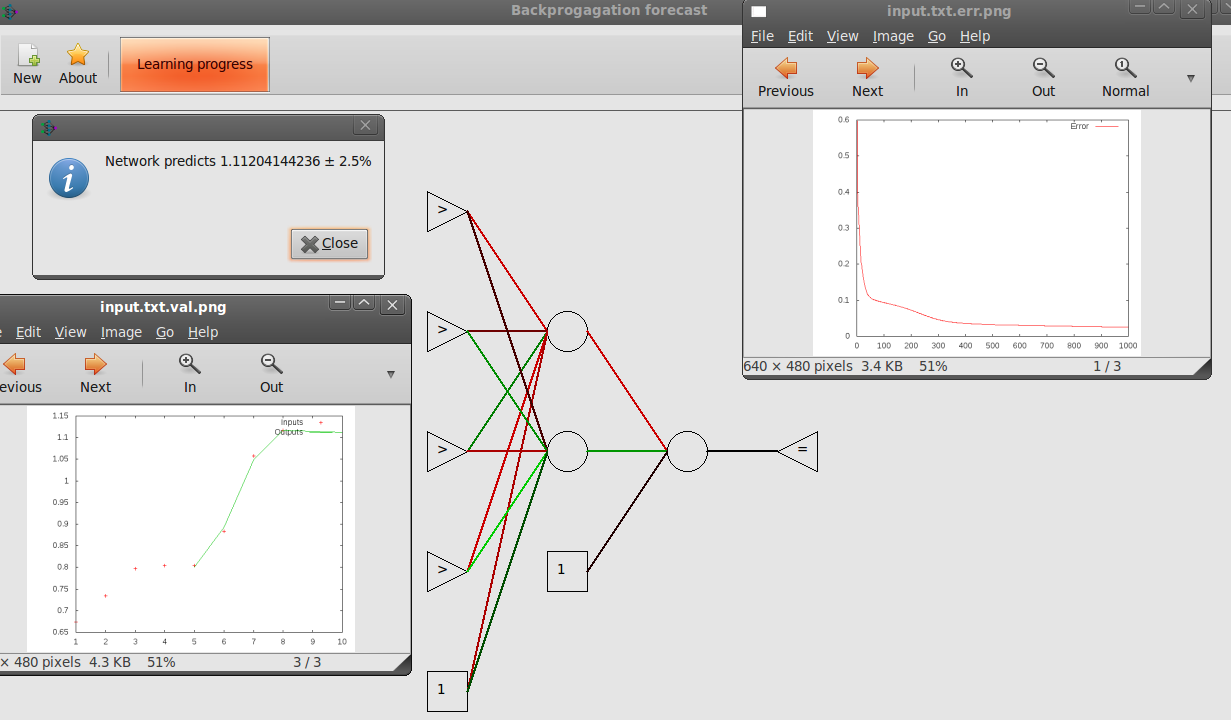 Backprogagation forecast
New
About
Learning progress
Network predicts 1.11204144236 ± 2.5%
Close
input.txt.err.png
File Edit View Image Go Help
Previous Next In Out Normal
0.6
0.5
0.4
0.3
0.2
0.1
0
Error
0 100 200 300 400 500 600 700 800 900 1000
640 × 480 pixels 3.4 KB 51% 1 / 3
input.txt.val.png
Edit View Image Go Help
evious Next In Out
1.15
1.1
1.05
1
0.95
0.9
0.85
0.8
0.75
0.7
0.65
Inputs
Outputs
1 2 3 4 5 6 7 8 9 10
× 480 pixels 4.3 KB 51% 3 / 3
>
>
>
>
1
1
=